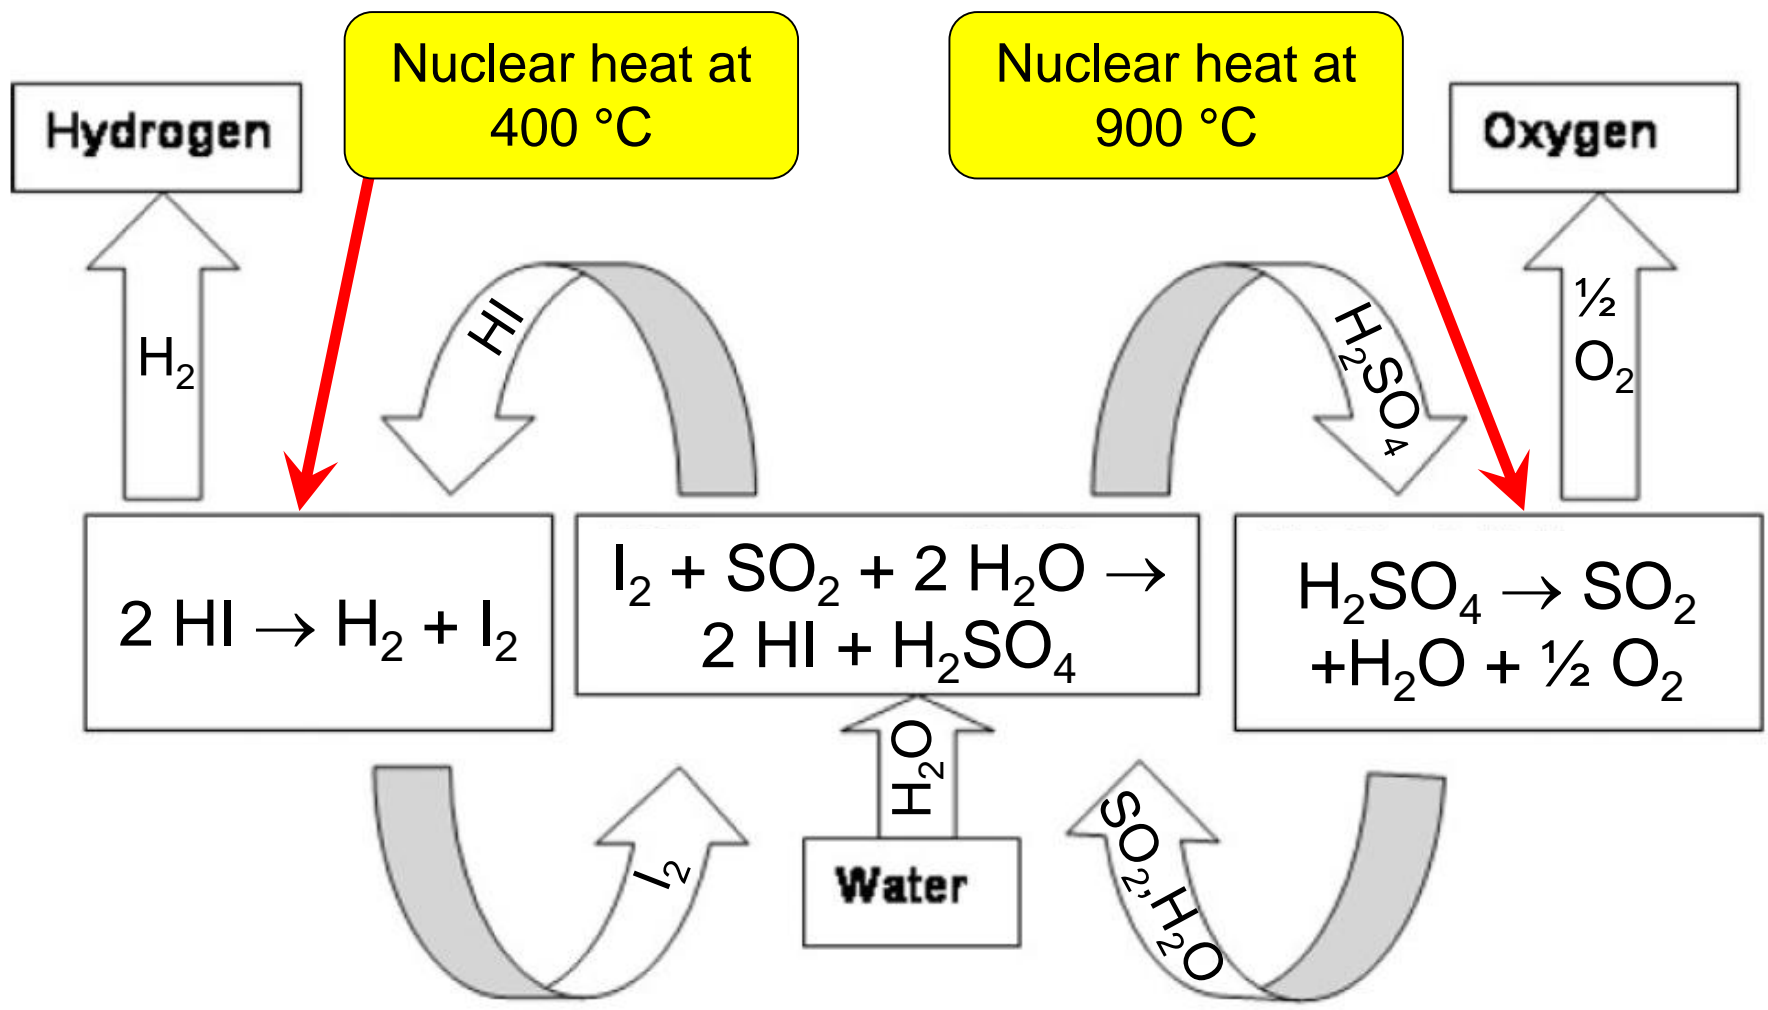 Nuclear heat at
400 °C
Nuclear heat at
900 °C
Hydrogen
Oxygen
H₂
HI
H₂SO₄
½
O₂
2 HI → H₂ + I₂
I₂ + SO₂ + 2 H₂O →
2 HI + H₂SO₄
H₂SO₄ → SO₂
+H₂O + ½ O₂
I₂
H₂O
SO₂,H₂O
Water